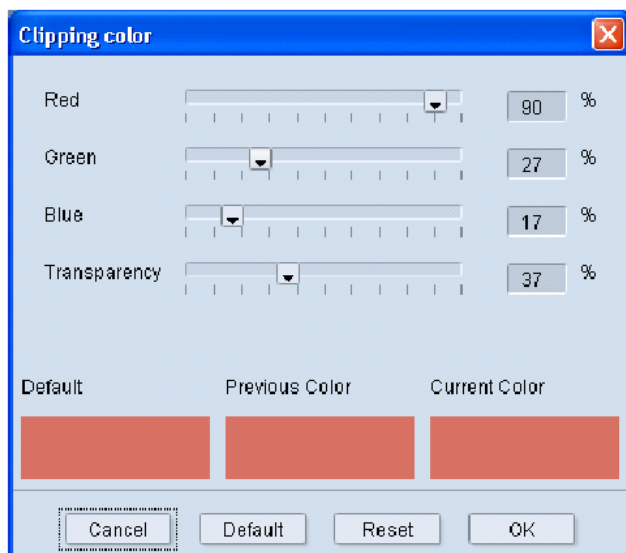 Clipping color
Red 90 %
Green 27 %
Blue 17 %
Transparency 37 %
Default Previous Color Current Color
Cancel Default Reset OK